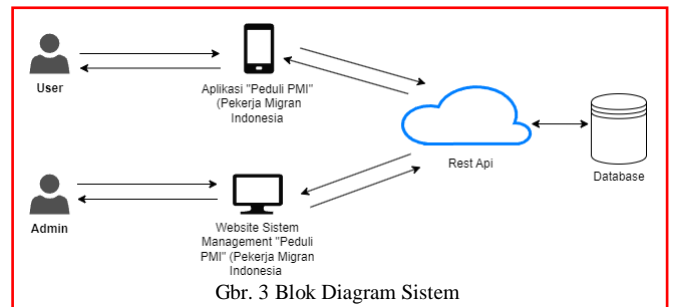 User
Aplikasi "Peduli PMI"
(Pekerja Migran
Indonesia
Rest Api
Database
Admin
Website Sistem
Management "Peduli
PMI" (Pekerja Migran
Indonesia
Gbr. 3 Blok Diagram Sistem